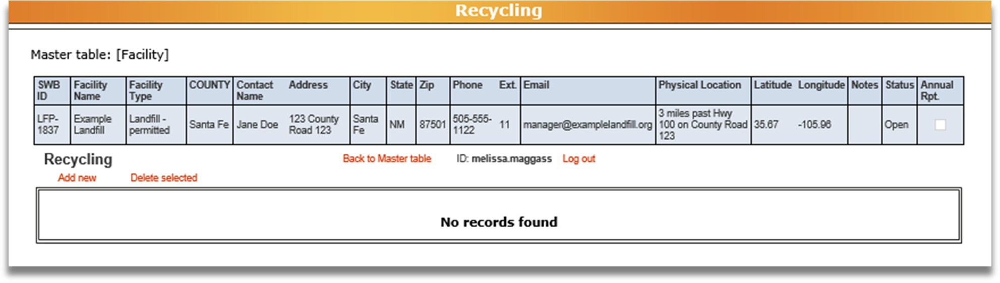 Recycling
Master table: [Facility]
SWB ID Facility Name Facility Type COUNTY Contact Name Address City State Zip Phone Ext. Email Physical Location Latitude Longitude Notes Status Annual Rpt.
LFP-1837 Example Landfill Landfill - permitted Santa Fe Jane Doe 123 County Road 123 Santa Fe NM 87501 505-555-1122 11 manager@examplelandfill.org 3 miles past Hwy 100 on County Road 123 35.67 -105.96 Open
Recycling Back to Master table ID: melissa.maggass Log out
Add new Delete selected
No records found